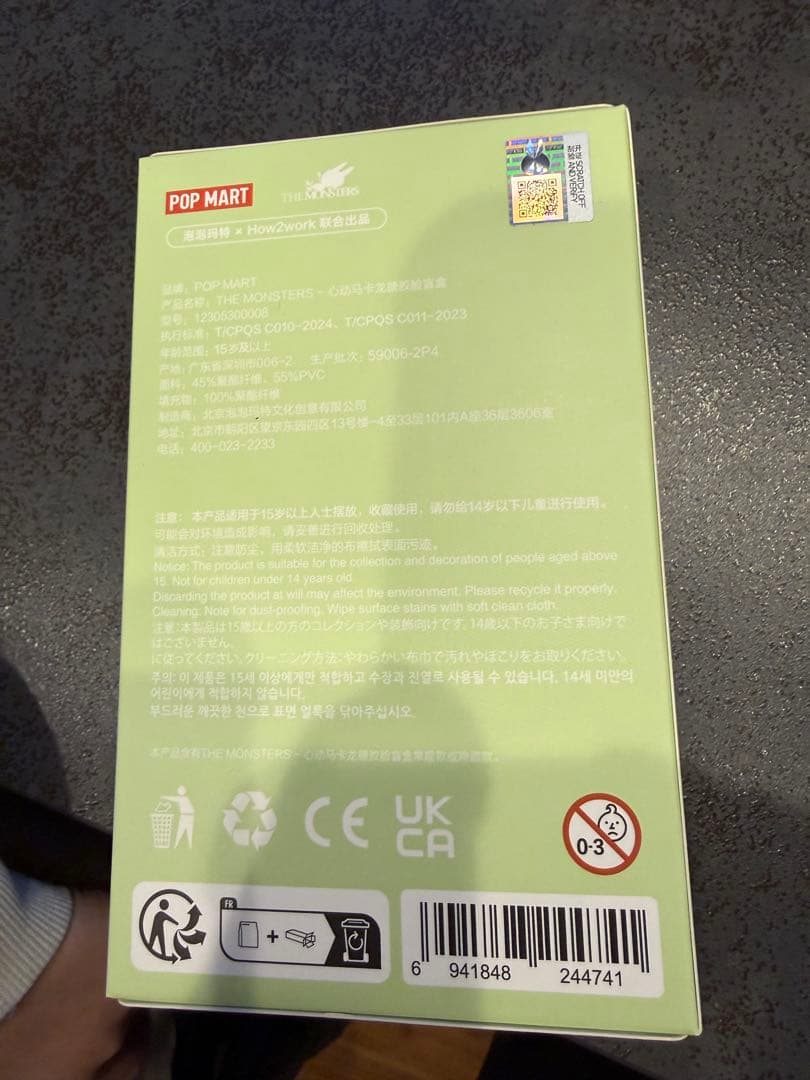 POP MART
THE MONSTERS
开涂层 SCRATCH OFF
刮验 AND VERIFY
泡泡玛特 × How2work 联合出品
品牌：POP MART
产品名称：THE MONSTERS - 心动马卡龙搪胶脸盲盒
型号：12306300008
执行标准：T/CPQS C010-2024、T/CPQS C011-2023
年龄范围：15岁及以上
产地：广东省深圳市006-2 生产批次：59006-2P4
面料：45%聚酯纤维、55%PVC
填充物：100%聚酯纤维
制造商：北京泡泡玛特文化创意有限公司
地址：北京市朝阳区望京东园四区13号楼-4至33层101内A座36层3606室
电话：400-023-2233
注意： 本产品适用于15岁以上人士摆放，收藏使用，请勿给14岁以下儿童进行使用。
可能会对环境造成影响，请妥善进行回收处理。
清洁方式：注意防尘，用柔软洁净的布擦拭表面污迹。
Notice: The product is suitable for the collection and decoration of people aged above
15. Not for children under 14 years old.
Discarding the product at will may affect the environment. Please recycle it properly.
Cleaning: Note for dust-proofing. Wipe surface stains with soft clean cloth.
注意:本製品は15歳以上の方のコレクションや装飾向けです。14歳以下のお子さま向けで
はございません。
に従ってください。クリーニング方法:やわらかい布巾で汚れやほこりをお取りください。
주의: 이 제품은 15세 이상에게만 적합하고 수장과 진열로 사용될 수 있습니다. 14세 미만의
어린이에게 적합하지 않습니다.
부드러운 깨끗한 천으로 표면 얼룩을 닦아주십시오.
本产品含有THE MONSTERS - 心动马卡龙搪胶脸盲盒常规款或隐藏款。
CE
UK
CA
0-3
FR
+
6 941848 244741